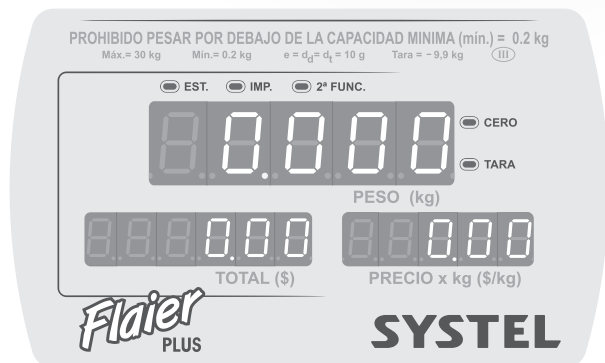 PROHIBIDO PESAR POR DEBAJO DE LA CAPACIDAD MINIMA (mín.) = 0.2 kg
Máx.= 30 kg Min.= 0.2 kg e = dd= dt = 10 g Tara = −9,9 kg III
EST. IMP. 2ª FUNC.
0.000
CERO
TARA
PESO (kg)
0.00 0.00
TOTAL ($) PRECIO x kg ($/kg)
Flaier PLUS SYSTEL